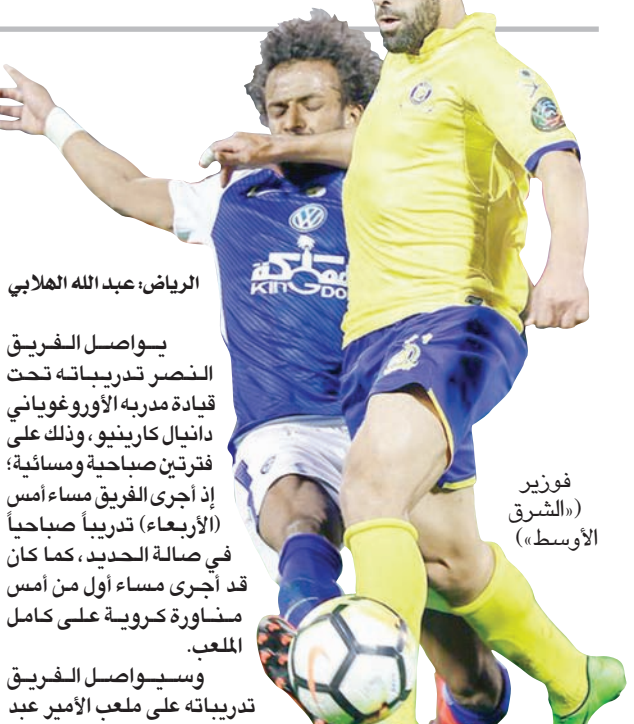 الرياض: عبد الله الهلابي
يواصل الفريق
النصر تدريباته تحت
قيادة مدربه الأوروغوياني
دانيال كارينيو، وذلك على
فترتين صباحية ومسائية؛
إذ أجرى الفريق مساء أمس
(الأربعاء) تدريباً صباحياً
في صالة الحديد، كما كان
قد أجرى مساء أول من أمس
مناورة كروية على كامل
الملعب.
وسيواصل الفريق
تدريباته على ملعب الأمير عبد
فوزير
(«الشرق
الأوسط»)
المملكة
KINGDO